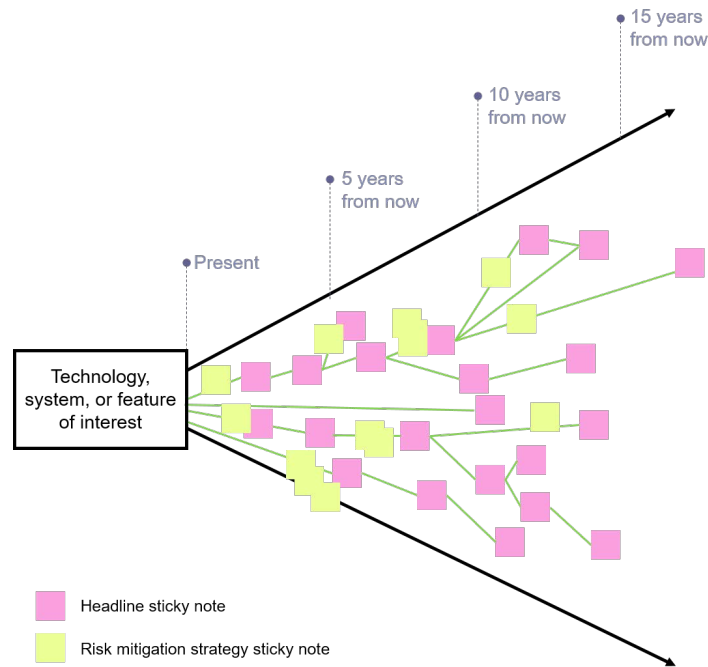 15 years
from now
10 years
from now
5 years
from now
Present
Technology,
system, or feature
of interest
Headline sticky note
Risk mitigation strategy sticky note